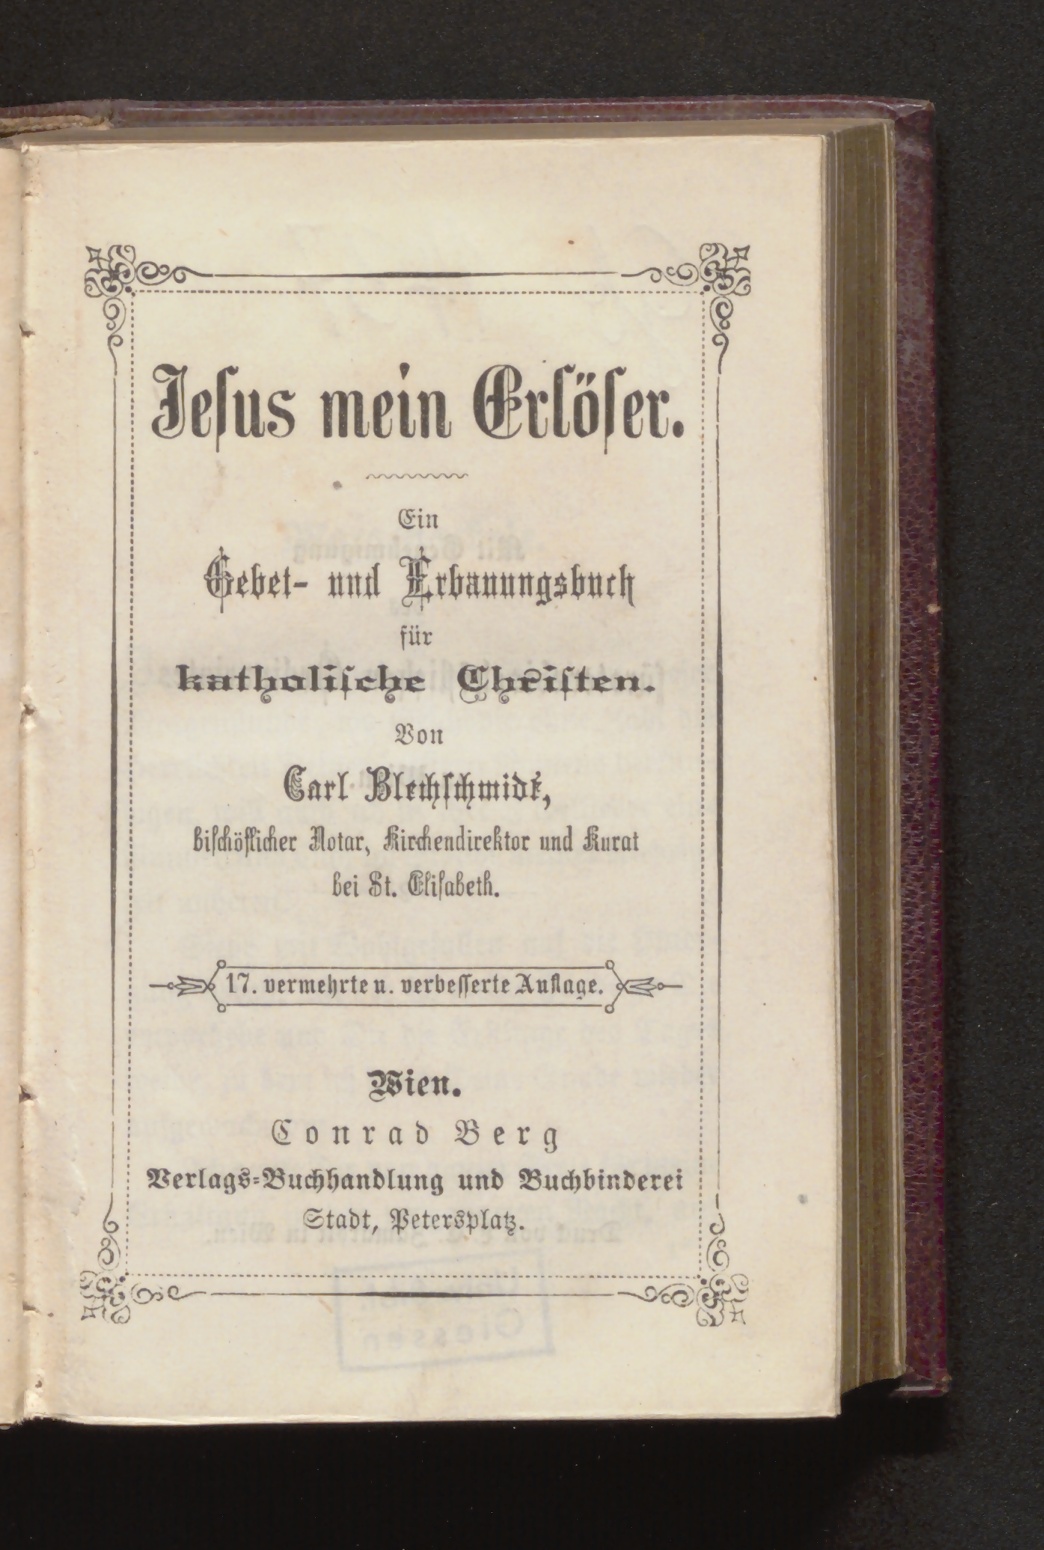 Jeſus mein Erlöſer.
Ein
Gebet- und Erbauungsbuch
für
katholiſche Chriſten.
Von
Carl Blechſchmidt,
biſchöflicher Notar, Kirchendirektor und Kurat
bei St. Eliſabeth.
17. vermehrte u. verbeſſerte Auflage.
Wien.
Conrad Berg
Verlags-Buchhandlung und Buchbinderei
Stadt, Petersplatz.